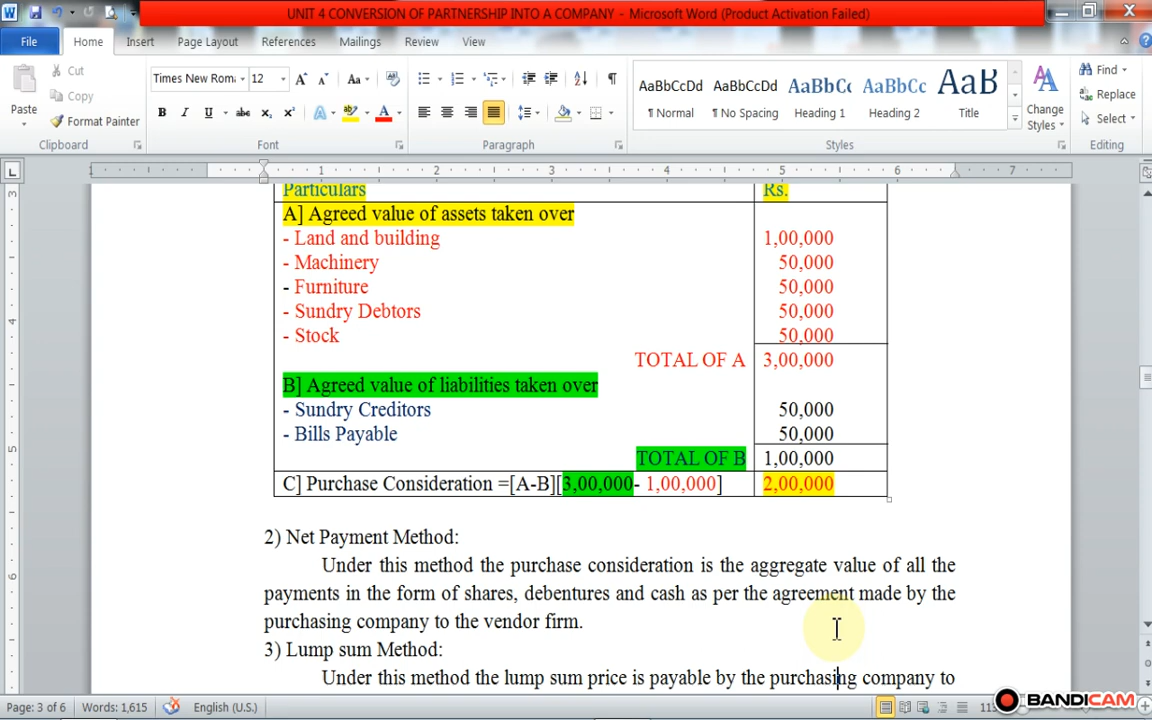 UNIT 4 CONVERSION OF PARTNERSHIP INTO A COMPANY - Microsoft Word (Product Activation Failed)
File Home Insert Page Layout References Mailings Review View
Cut
Copy
Format Painter
Paste
Times New Rom 12
AaBbCcDd AaBbCcDd AaBbCc AaBbCc AaB
¶ Normal ¶ No Spacing Heading 1 Heading 2 Title
Change
Styles
Find
Replace
Select
Clipboard Font Paragraph Styles Editing
1 1 2 3 4 5 6 7
Particulars Rs.
A] Agreed value of assets taken over
- Land and building 1,00,000
- Machinery 50,000
- Furniture 50,000
- Sundry Debtors 50,000
- Stock 50,000
TOTAL OF A 3,00,000
B] Agreed value of liabilities taken over
- Sundry Creditors 50,000
- Bills Payable 50,000
TOTAL OF B 1,00,000
C] Purchase Consideration =[A-B][3,00,000- 1,00,000] 2,00,000
2) Net Payment Method:
Under this method the purchase consideration is the aggregate value of all the
payments in the form of shares, debentures and cash as per the agreement made by the
purchasing company to the vendor firm.
3) Lump sum Method:
Under this method the lump sum price is payable by the purchasing company to
Page: 3 of 6 Words: 1,615 English (U.S.)
BANDICAM